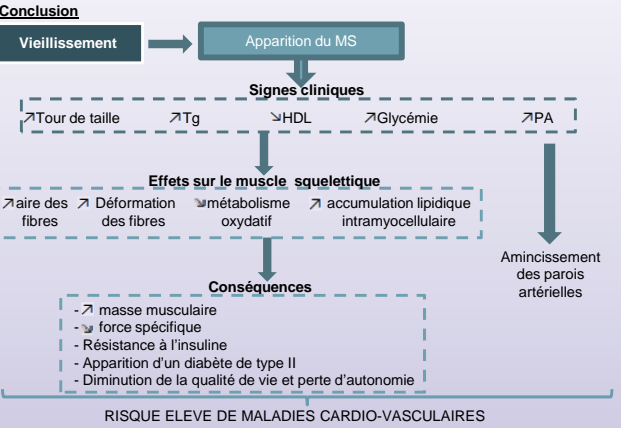 Conclusion
Vieillissement
Apparition du MS
Signes cliniques
↗Tour de taille ↗Tg ↘HDL ↗Glycémie ↗PA
Effets sur le muscle squelettique
↗aire des fibres
↗ Déformation des fibres
↘métabolisme oxydatif
↗ accumulation lipidique intramyocellulaire
Amincissement
des parois
artérielles
Conséquences
- ↗ masse musculaire
- ↘ force spécifique
- Résistance à l'insuline
- Apparition d'un diabète de type II
- Diminution de la qualité de vie et perte d'autonomie
RISQUE ELEVE DE MALADIES CARDIO-VASCULAIRES